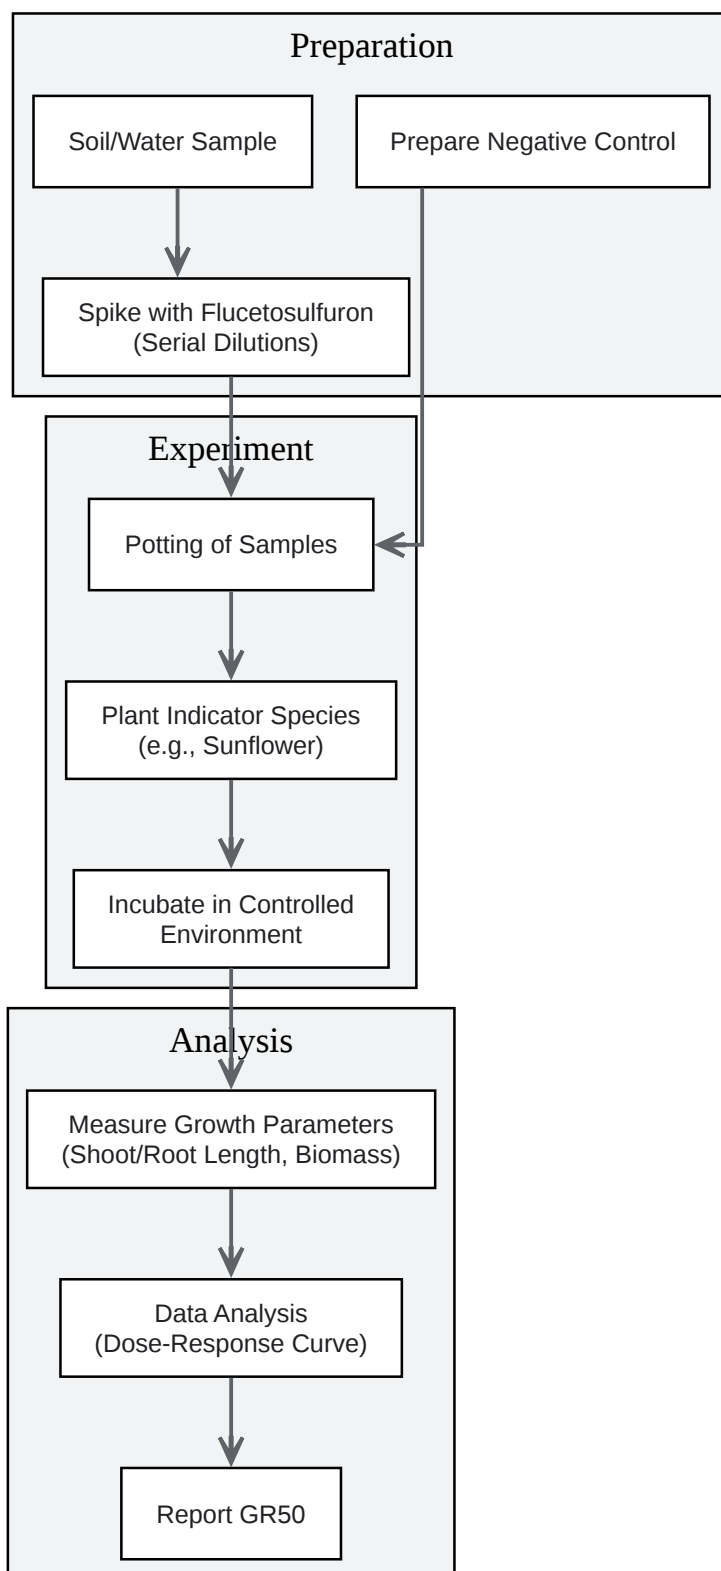 Preparation
Soil/Water Sample
Prepare Negative Control
Spike with Flucetosulfuron
(Serial Dilutions)
Experiment
Potting of Samples
Plant Indicator Species
(e.g., Sunflower)
Incubate in Controlled
Environment
Analysis
Measure Growth Parameters
(Shoot/Root Length, Biomass)
Data Analysis
(Dose-Response Curve)
Report GR50